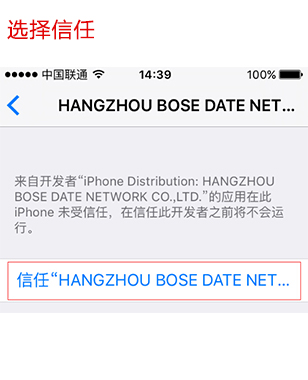 选择信任
中国联通 14:39 100%
HANGZHOU BOSE DATE NET...
来自开发者“iPhone Distribution: HANGZHOU
BOSE DATE NETWORK CO.,LTD.”的应用在此
iPhone 未受信任，在信任此开发者之前将不会运
行。
信任“HANGZHOU BOSE DATE NET...